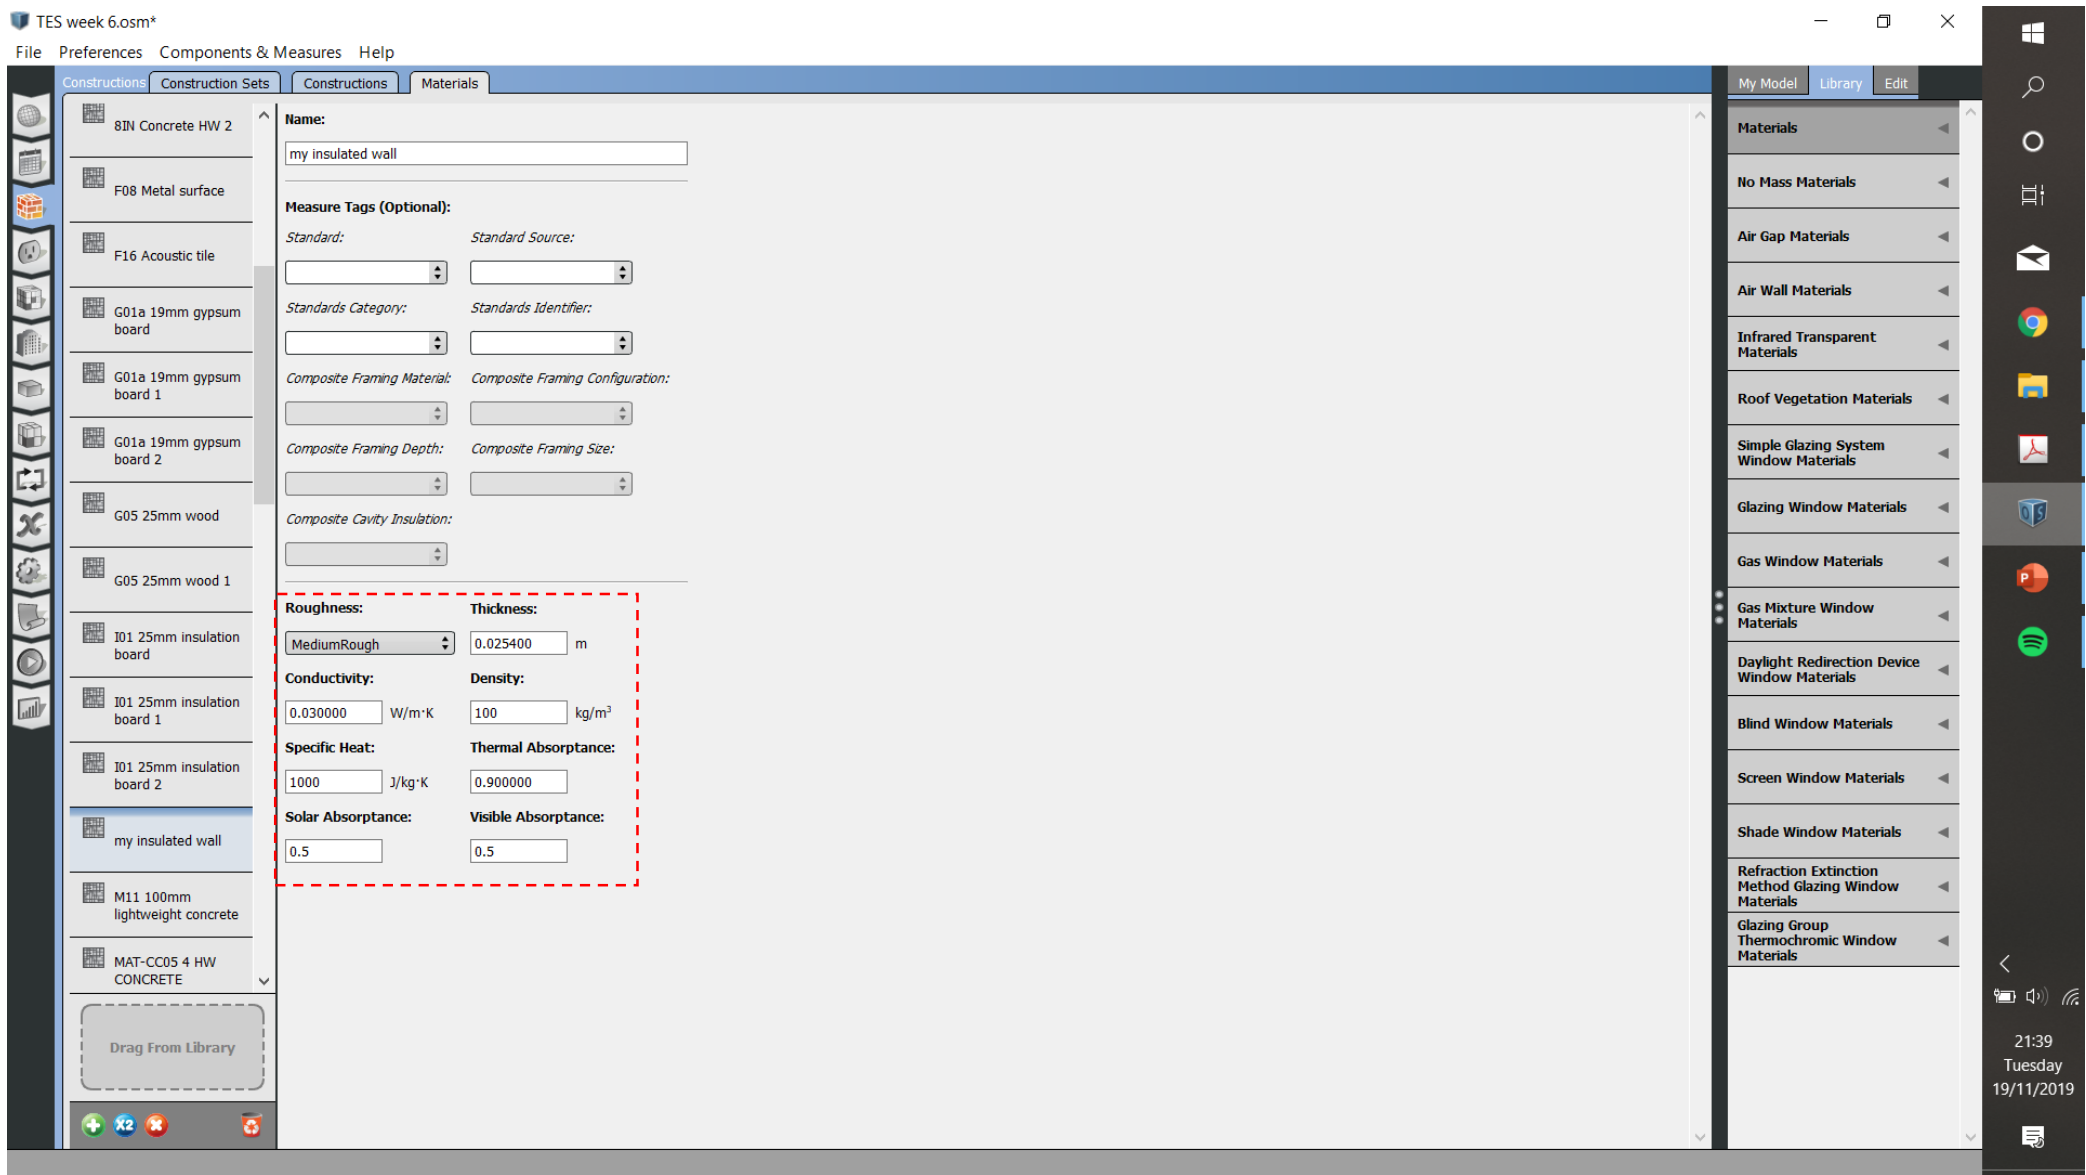 TES week 6.osm*
File Preferences Components & Measures Help
Constructions Construction Sets Constructions Materials
My Model Library Edit
8IN Concrete HW 2
F08 Metal surface
F16 Acoustic tile
G01a 19mm gypsum
board
G01a 19mm gypsum
board 1
G01a 19mm gypsum
board 2
G05 25mm wood
G05 25mm wood 1
I01 25mm insulation
board
I01 25mm insulation
board 1
I01 25mm insulation
board 2
my insulated wall
M11 100mm
lightweight concrete
MAT-CC05 4 HW
CONCRETE
Drag From Library
X2
Name:
my insulated wall
Measure Tags (Optional):
Standard: Standard Source:
Standards Category: Standards Identifier:
Composite Framing Material: Composite Framing Configuration:
Composite Framing Depth: Composite Framing Size:
Composite Cavity Insulation:
Roughness: Thickness:
MediumRough 0.025400 m
Conductivity: Density:
0.030000 W/m·K 100 kg/m³
Specific Heat: Thermal Absorptance:
1000 J/kg·K 0.900000
Solar Absorptance: Visible Absorptance:
0.5 0.5
Materials
No Mass Materials
Air Gap Materials
Air Wall Materials
Infrared Transparent
Materials
Roof Vegetation Materials
Simple Glazing System
Window Materials
Glazing Window Materials
Gas Window Materials
Gas Mixture Window
Materials
Daylight Redirection Device
Window Materials
Blind Window Materials
Screen Window Materials
Shade Window Materials
Refraction Extinction
Method Glazing Window
Materials
Glazing Group
Thermochromic Window
Materials
OS
P
21:39
Tuesday
19/11/2019